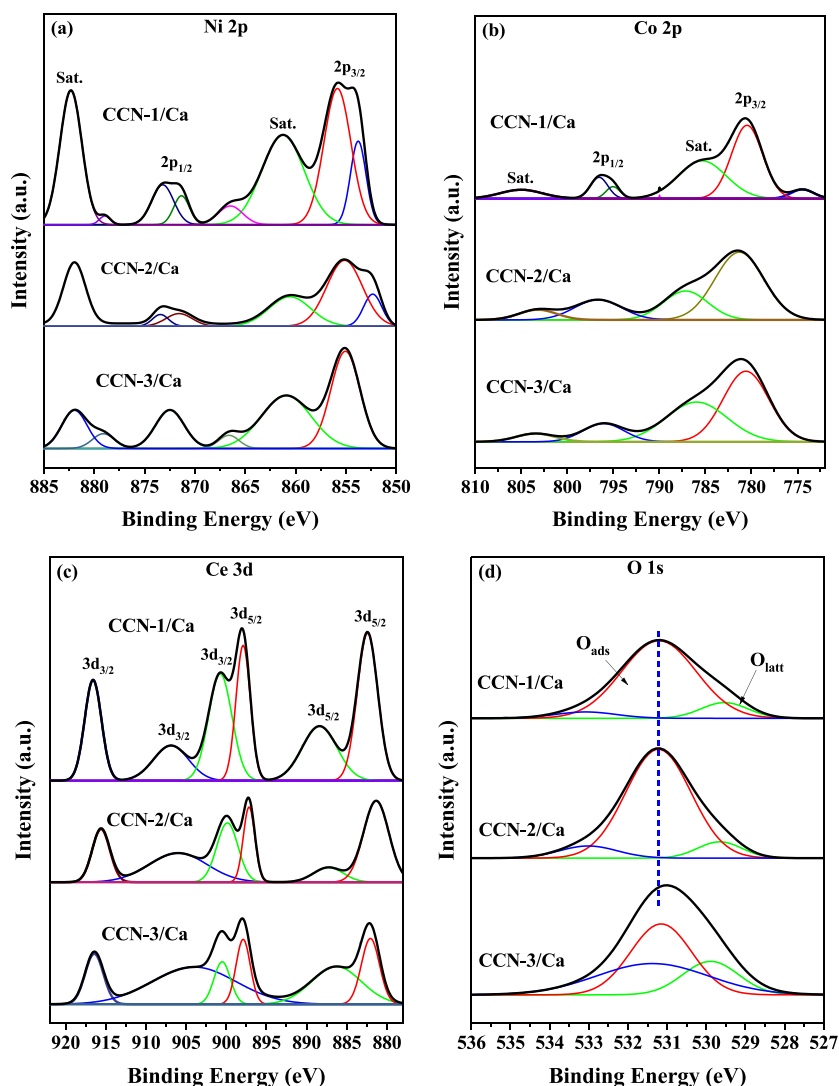 (a)
Ni 2p
Sat.
CCN-1/Ca
2p1/2
Sat.
2p3/2
CCN-2/Ca
CCN-3/Ca
885 880 875 870 865 860 855 850
Binding Energy (eV)
Intensity (a.u.)
(b)
Co 2p
CCN-1/Ca
Sat.
2p1/2
Sat.
2p3/2
CCN-2/Ca
CCN-3/Ca
810 805 800 795 790 785 780 775
Binding Energy (eV)
Intensity (a.u.)
(c)
Ce 3d
CCN-1/Ca
3d3/2
3d3/2
3d3/2
3d5/2
3d5/2
3d5/2
CCN-2/Ca
CCN-3/Ca
920 915 910 905 900 895 890 885 880
Binding Energy (eV)
Intensity (a.u.)
(d)
O 1s
Oads
Olatt
CCN-1/Ca
CCN-2/Ca
CCN-3/Ca
536 535 534 533 532 531 530 529 528 527
Binding Energy (eV)
Intensity (a.u.)